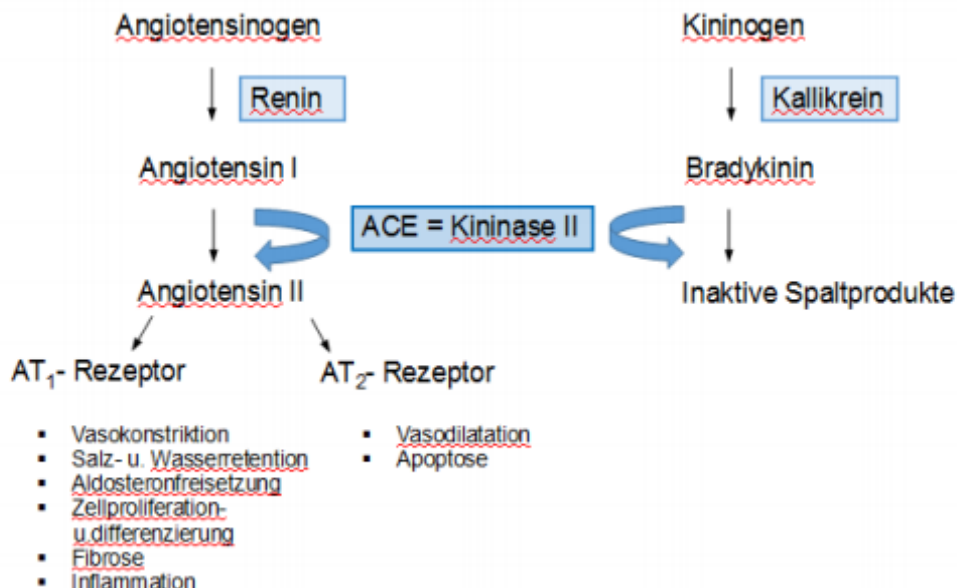 Angiotensinogen
Kininogen
Renin
Kallikrein
Angiotensin I
Bradykinin
ACE = Kininase II
Angiotensin II
Inaktive Spaltprodukte
AT₁- Rezeptor
AT₂- Rezeptor
▪ Vasokonstriktion
▪ Salz- u. Wasserretention
▪ Aldosteronfreisetzung
▪ Zellproliferation-
u.differenzierung
▪ Fibrose
▪ Inflammation
▪ Vasodilatation
▪ Apoptose